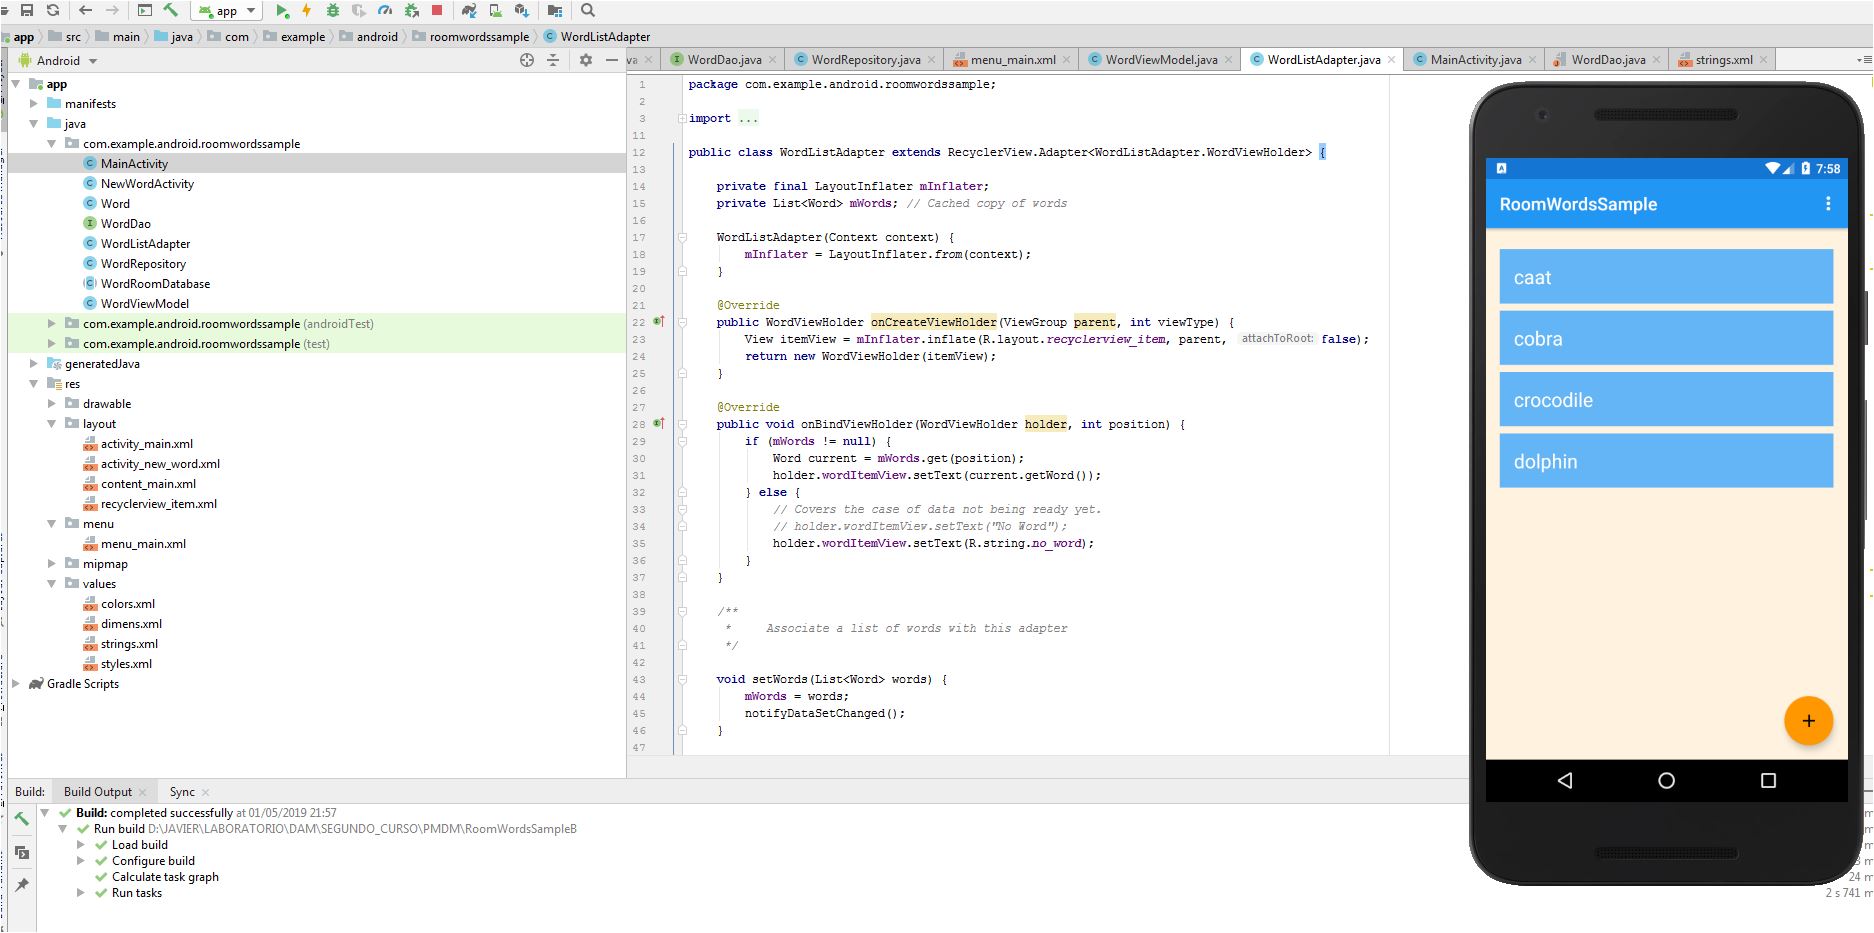 app
app src main java com example android roomwordssample WordListAdapter
Android
va WordDao.java WordRepository.java menu_main.xml WordViewModel.java WordListAdapter.java MainActivity.java WordDao.java strings.xml
app
manifests
java
com.example.android.roomwordssample
MainActivity
NewWordActivity
Word
WordDao
WordListAdapter
WordRepository
WordRoomDatabase
WordViewModel
com.example.android.roomwordssample (androidTest)
com.example.android.roomwordssample (test)
generatedJava
res
drawable
layout
activity_main.xml
activity_new_word.xml
content_main.xml
recyclerview_item.xml
menu
menu_main.xml
mipmap
values
colors.xml
dimens.xml
strings.xml
styles.xml
Gradle Scripts
1 package com.example.android.roomwordssample;
2
3 import ...
11
12 public class WordListAdapter extends RecyclerView.Adapter<WordListAdapter.WordViewHolder> {
13
14 private final LayoutInflater mInflater;
15 private List<Word> mWords; // Cached copy of words
16
17 WordListAdapter(Context context) {
18 mInflater = LayoutInflater.from(context);
19 }
20
21 @Override
22 public WordViewHolder onCreateViewHolder(ViewGroup parent, int viewType) {
23 View itemView = mInflater.inflate(R.layout.recyclerview_item, parent, attachToRoot: false);
24 return new WordViewHolder(itemView);
25 }
26
27 @Override
28 public void onBindViewHolder(WordViewHolder holder, int position) {
29 if (mWords != null) {
30 Word current = mWords.get(position);
31 holder.wordItemView.setText(current.getWord());
32 } else {
33 // Covers the case of data not being ready yet.
34 // holder.wordItemView.setText("No Word");
35 holder.wordItemView.setText(R.string.no_word);
36 }
37 }
38
39 /**
40 * Associate a list of words with this adapter
41 */
42
43 void setWords(List<Word> words) {
44 mWords = words;
45 notifyDataSetChanged();
46 }
47
7:58
RoomWordsSample
caat
cobra
crocodile
dolphin
+
Build: Build Output Sync
Build: completed successfully at 01/05/2019 21:57
Run build D:\JAVIER\LABORATORIO\DAM\SEGUNDO_CURSO\PMDM\RoomWordsSampleB
Load build
Configure build
Calculate task graph 24 m
Run tasks 2 s 741 m